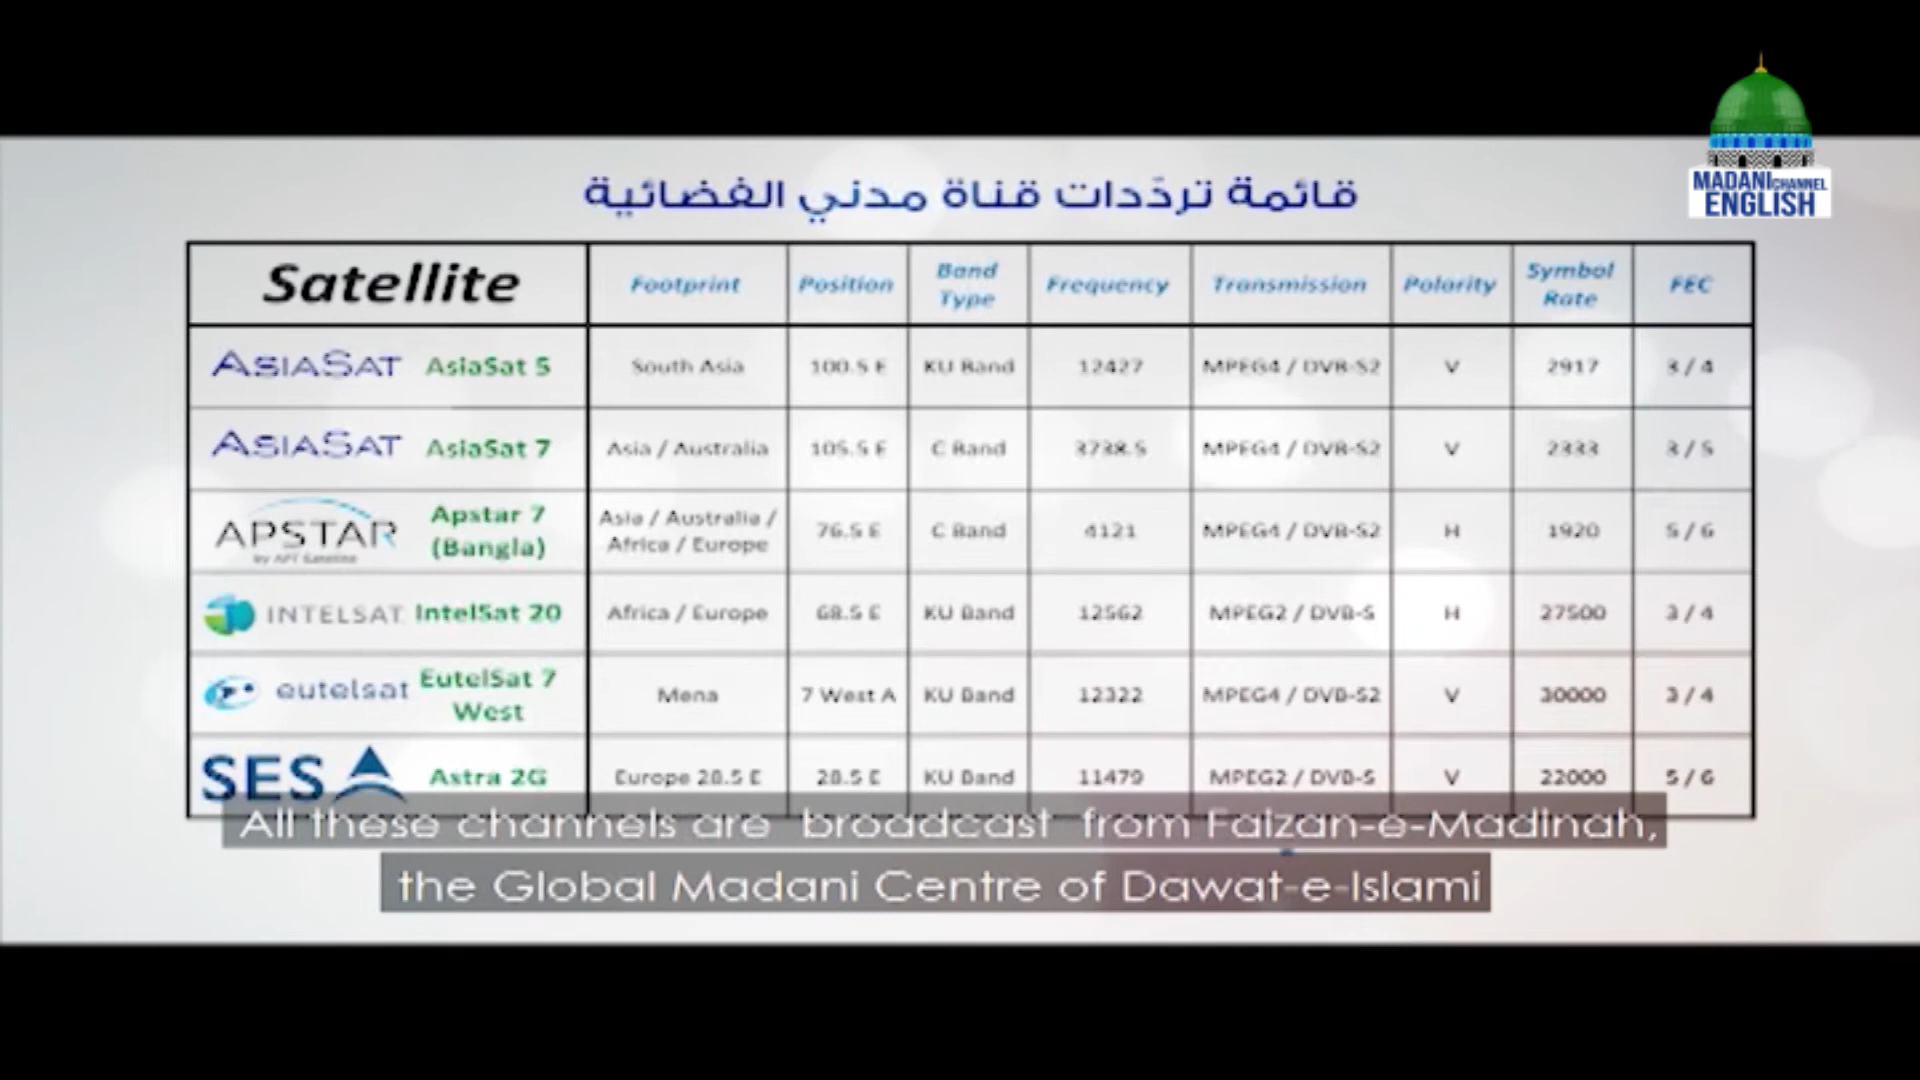 MADANI CHANNEL
ENGLISH
قائمة تردّدات قناة مدني الفضائية
Satellite Footprint Position Band Type Frequency Transmission Polarity Symbol Rate FEC
ASIASAT AsiaSat 5 South Asia 100.5 E KU Band 12427 MPEG4 / DVB-S2 V 2917 3 / 4
ASIASAT AsiaSat 7 Asia / Australia 105.5 E C Band 3738.5 MPEG4 / DVB-S2 V 2333 3 / 5
APSTAR by APT Satellite Apstar 7 (Bangla) Asia / Australia / Africa / Europe 76.5 E C Band 4121 MPEG4 / DVB-S2 H 1920 5 / 6
INTELSAT IntelSat 20 Africa / Europe 68.5 E KU Band 12562 MPEG2 / DVB-S H 27500 3 / 4
eutelsat EutelSat 7 West Mena 7 West A KU Band 12322 MPEG4 / DVB-S2 V 30000 3 / 4
SES Astra 2G Europe 28.5 E 28.5 E KU Band 11479 MPEG2 / DVB-S V 22000 5 / 6
All these channels are broadcast from Faizan-e-Madinah,
the Global Madani Centre of Dawat-e-Islami